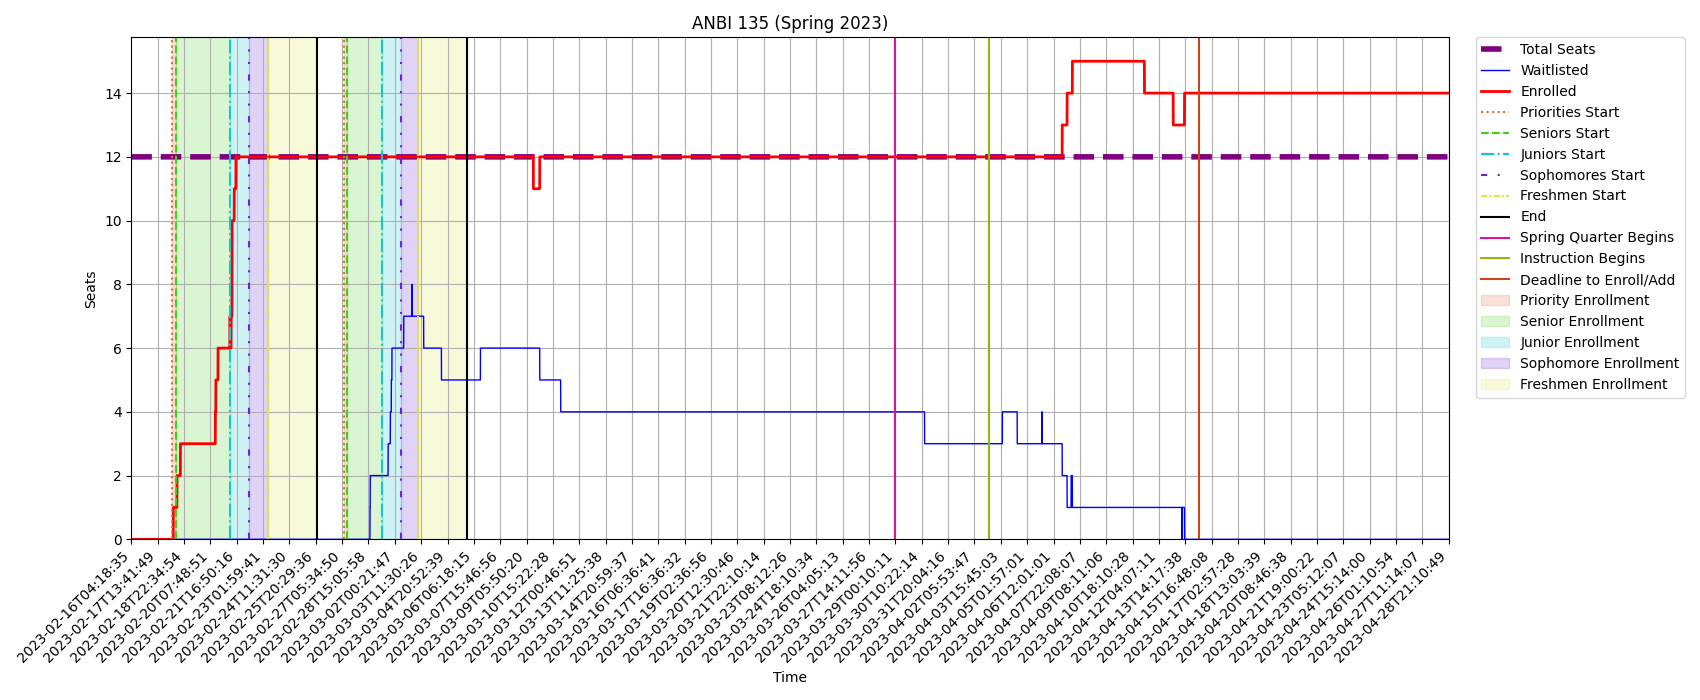 ANBI 135 (Spring 2023)
Seats
14
12
10
8
6
4
2
0
2023-02-16T04:18:35
2023-02-17T13:41:49
2023-02-18T22:34:54
2023-02-20T07:48:51
2023-02-21T16:50:16
2023-02-23T01:59:41
2023-02-24T11:31:30
2023-02-25T20:29:36
2023-02-27T05:34:50
2023-02-28T15:05:58
2023-03-02T00:21:47
2023-03-03T11:30:26
2023-03-04T20:52:39
2023-03-06T06:18:15
2023-03-07T15:46:56
2023-03-09T05:50:20
2023-03-10T15:22:28
2023-03-12T00:46:51
2023-03-13T11:25:38
2023-03-14T20:59:37
2023-03-16T06:36:41
2023-03-17T16:36:32
2023-03-19T02:36:56
2023-03-20T12:30:46
2023-03-21T22:10:14
2023-03-23T08:12:26
2023-03-24T18:10:34
2023-03-26T04:05:13
2023-03-27T14:11:56
2023-03-29T00:10:11
2023-03-30T10:22:14
2023-03-31T20:04:16
2023-04-02T05:53:47
2023-04-03T15:45:03
2023-04-05T01:57:01
2023-04-06T12:01:01
2023-04-07T22:08:07
2023-04-09T08:11:06
2023-04-10T18:10:28
2023-04-12T04:07:11
2023-04-13T14:17:38
2023-04-15T16:48:08
2023-04-17T02:57:28
2023-04-18T13:03:39
2023-04-20T08:46:38
2023-04-21T19:00:22
2023-04-23T05:12:07
2023-04-24T15:14:00
2023-04-26T01:10:54
2023-04-27T11:14:07
2023-04-28T21:10:49
Time
Total Seats
Waitlisted
Enrolled
Priorities Start
Seniors Start
Juniors Start
Sophomores Start
Freshmen Start
End
Spring Quarter Begins
Instruction Begins
Deadline to Enroll/Add
Priority Enrollment
Senior Enrollment
Junior Enrollment
Sophomore Enrollment
Freshmen Enrollment